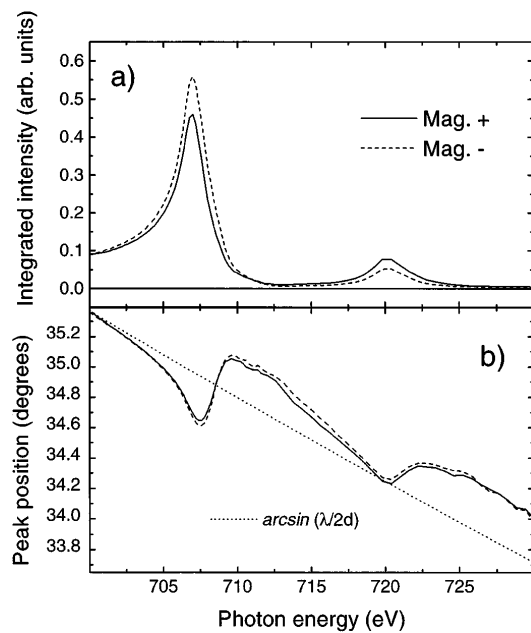 a)
Mag. +
Mag. -
Integrated intensity (arb. units)
0.6
0.5
0.4
0.3
0.2
0.1
0.0
b)
Peak position (degrees)
35.2
35.0
34.8
34.6
34.4
34.2
34.0
33.8
arcsin (λ/2d)
705 710 715 720 725
Photon energy (eV)